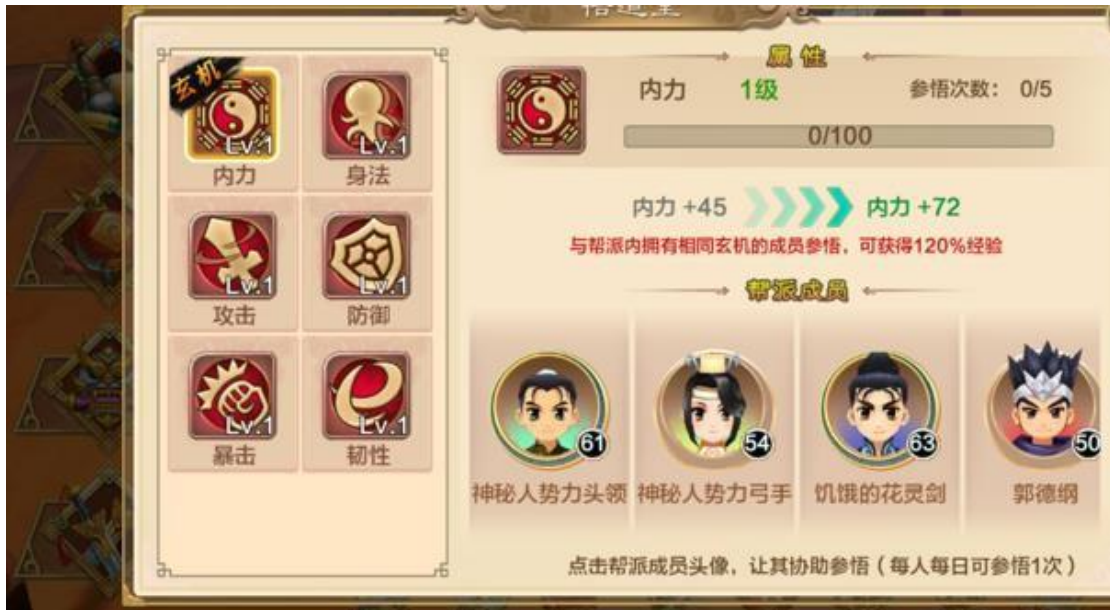 悟道堂
玄机
Lv.1
内力
Lv.1
身法
Lv.1
攻击
Lv.1
防御
Lv.1
暴击
Lv.1
韧性
属性
内力 1级 参悟次数： 0/5
0/100
内力 +45 内力 +72
与帮派内拥有相同玄机的成员参悟，可获得120%经验
帮派成员
61 54 63 50
神秘人势力头领 神秘人势力弓手 饥饿的花灵剑 郭德纲
点击帮派成员头像，让其协助参悟（每人每日可参悟1次）